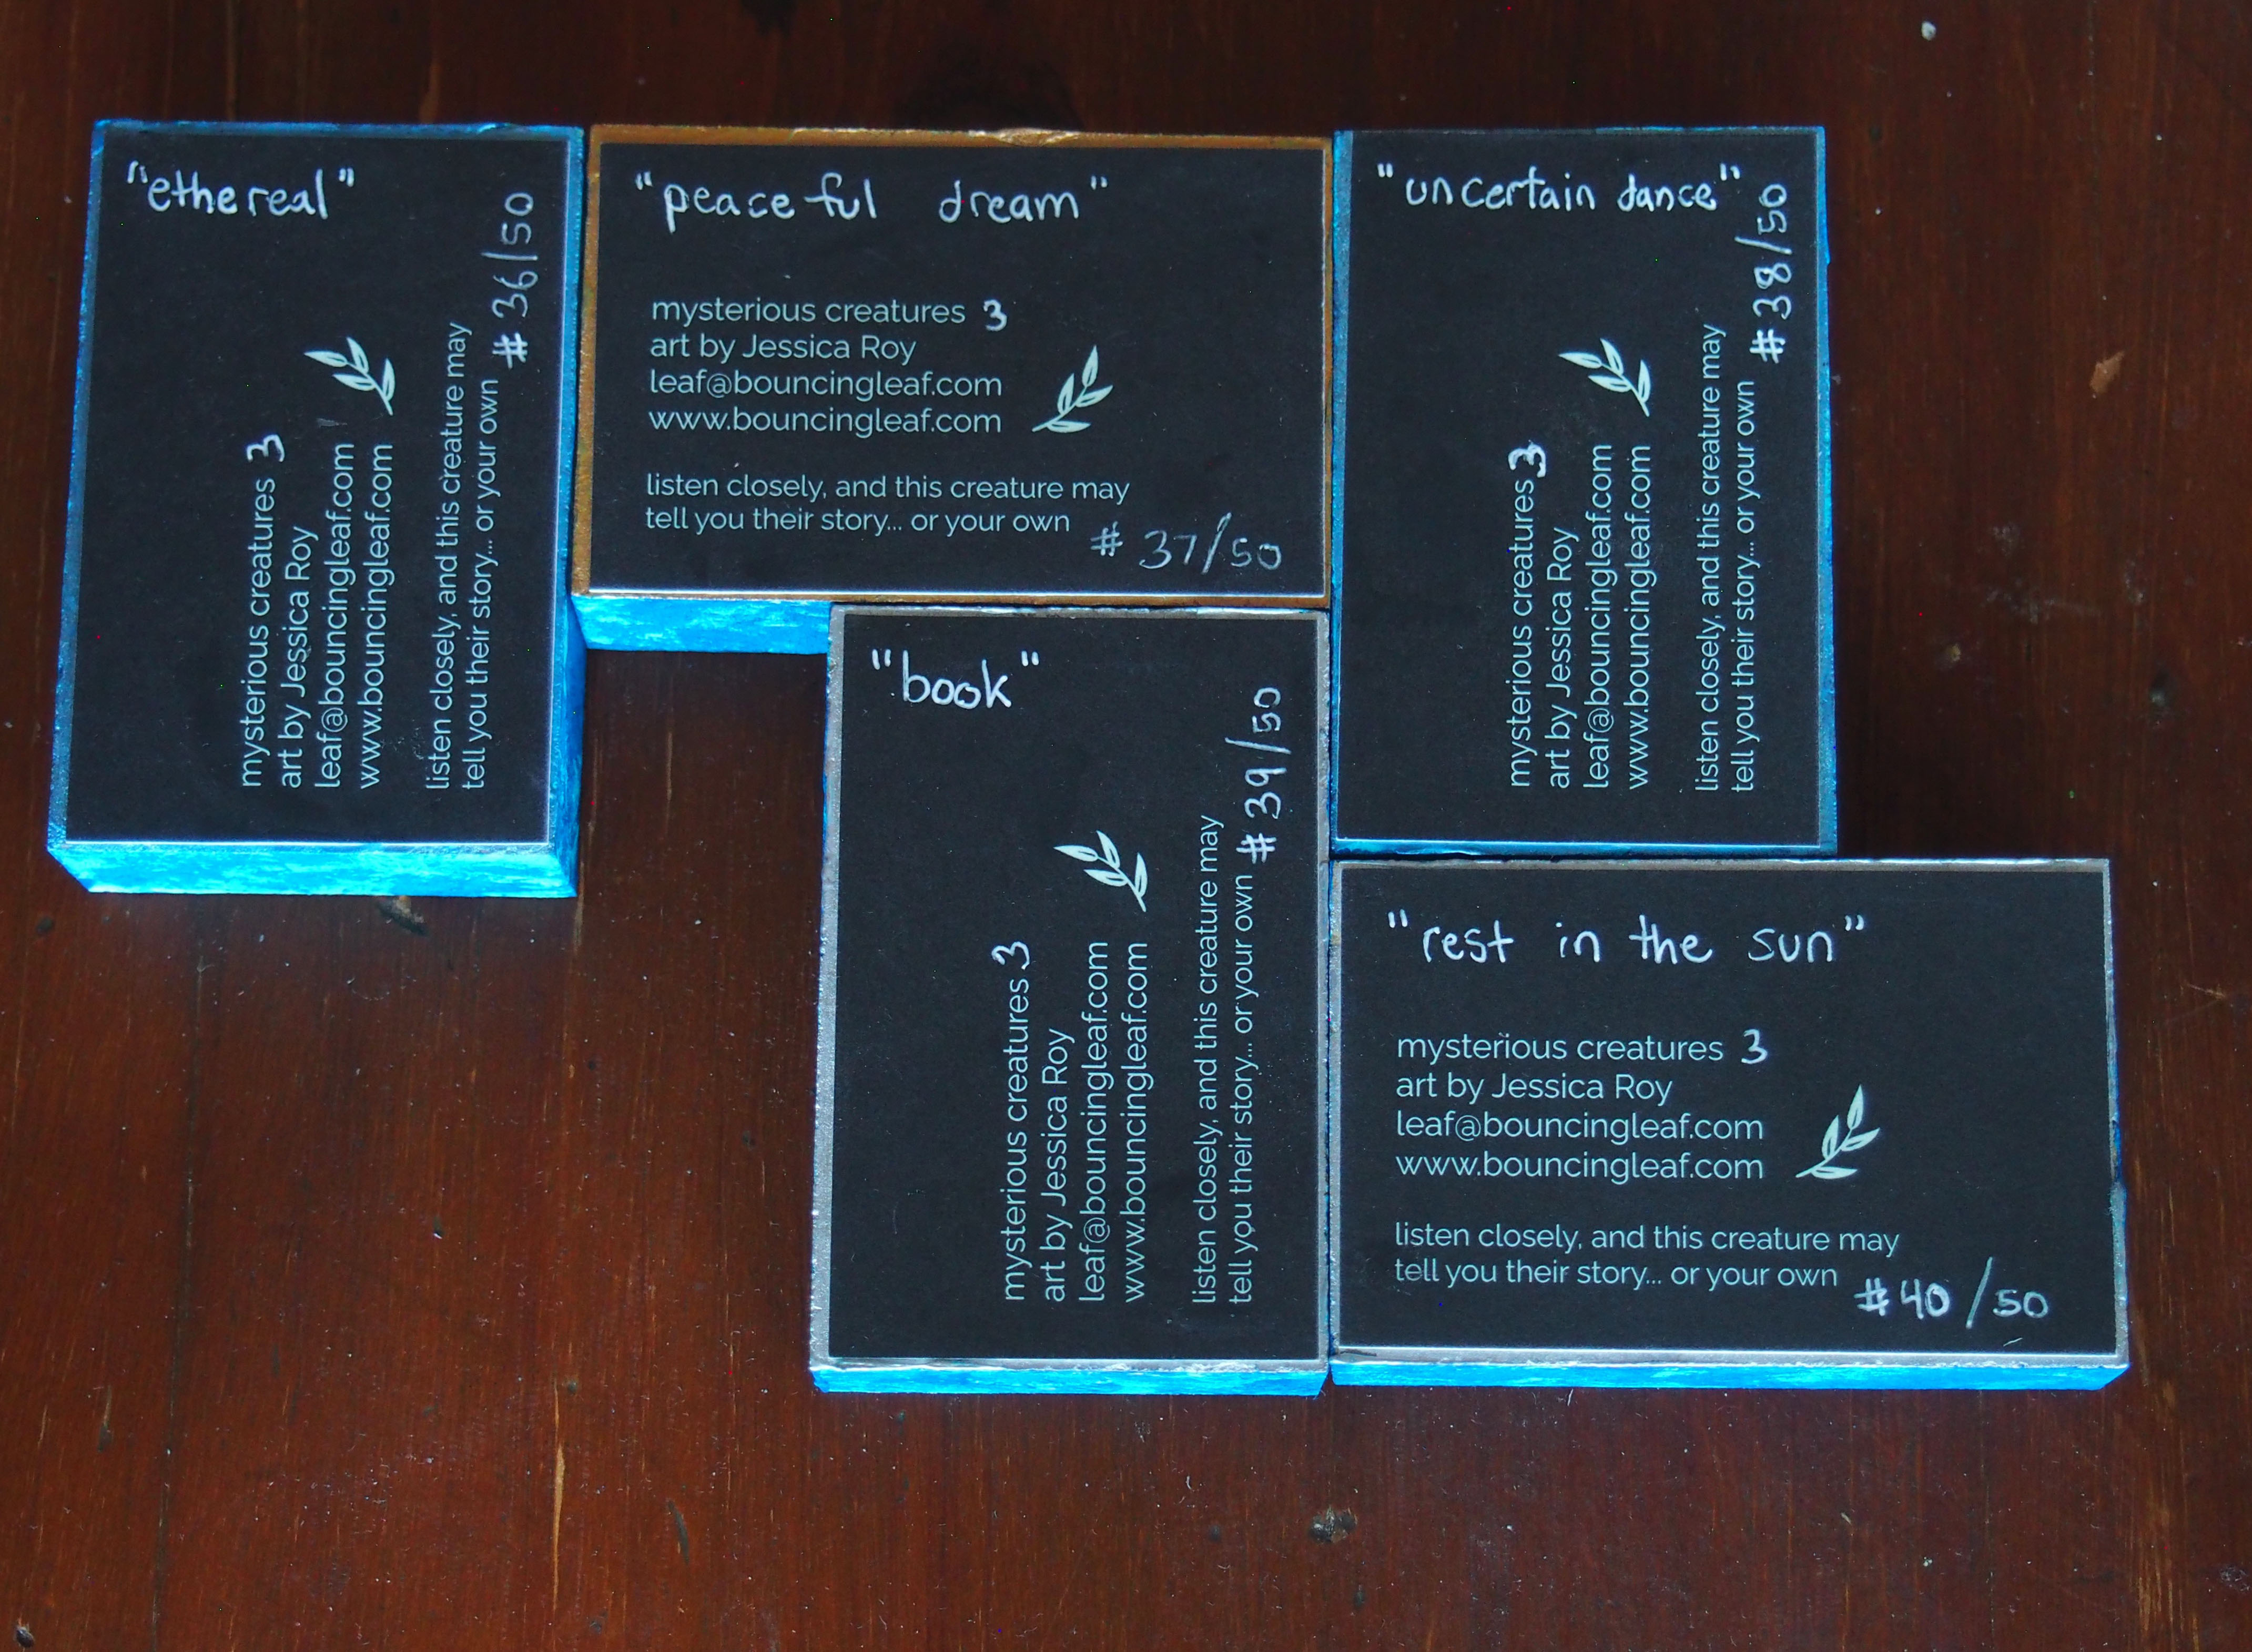 "ethereal"
mysterious creatures 3
art by Jessica Roy
leaf@bouncingleaf.com
www.bouncingleaf.com
listen closely, and this creature may
tell you their story... or your own
# 36/50
"peaceful dream"
mysterious creatures 3
art by Jessica Roy
leaf@bouncingleaf.com
www.bouncingleaf.com
listen closely, and this creature may
tell you their story... or your own
# 37/50
"uncertain dance"
mysterious creatures 3
art by Jessica Roy
leaf@bouncingleaf.com
www.bouncingleaf.com
listen closely, and this creature may
tell you their story... or your own
# 38/50
"book"
mysterious creatures 3
art by Jessica Roy
leaf@bouncingleaf.com
www.bouncingleaf.com
listen closely, and this creature may
tell you their story... or your own
# 39/50
"rest in the sun"
mysterious creatures 3
art by Jessica Roy
leaf@bouncingleaf.com
www.bouncingleaf.com
listen closely, and this creature may
tell you their story... or your own
#40/50